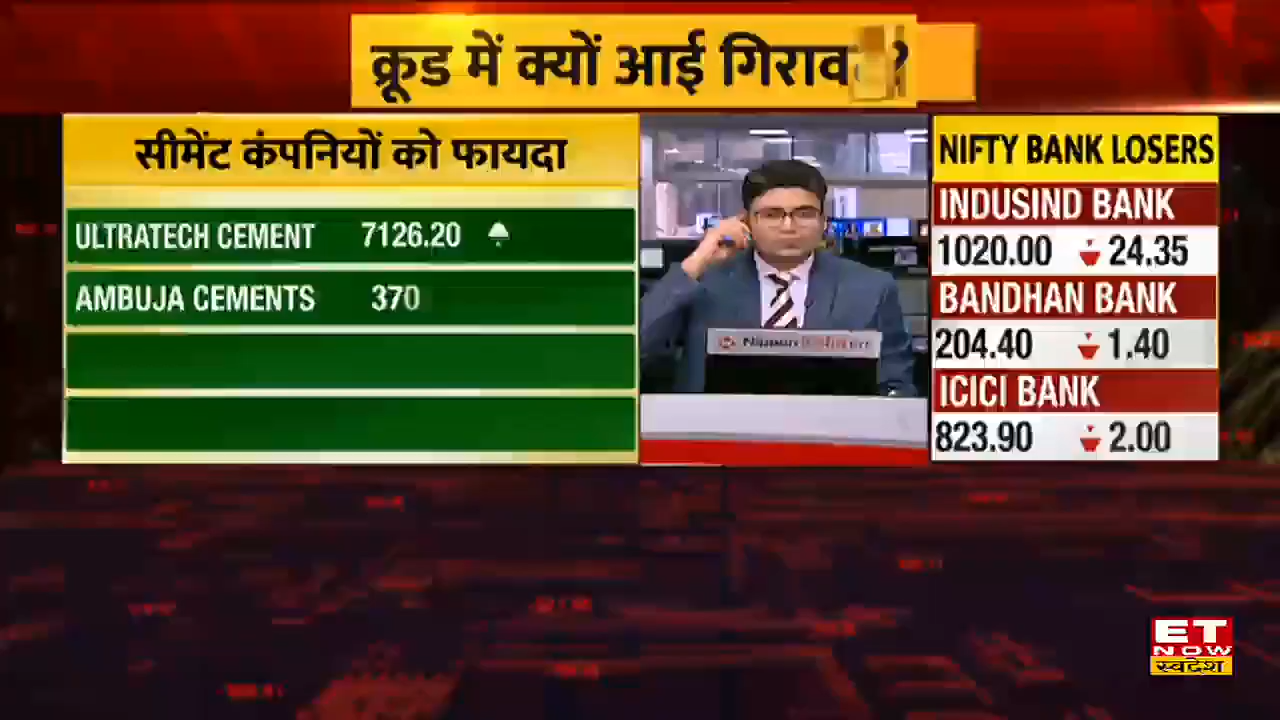 क्रूड में क्यों आई
सीमेंट कंपनियों को फायदा
ULTRATECH CEMENT 7126.20
AMBUJA CEMENTS 370
NIFTY BANK LOSERS
INDUSIND BANK
1020.00 24.35
BANDHAN BANK
204.40 1.40
ICICI BANK
823.90 2.00
ET
NOW
स्वदेश